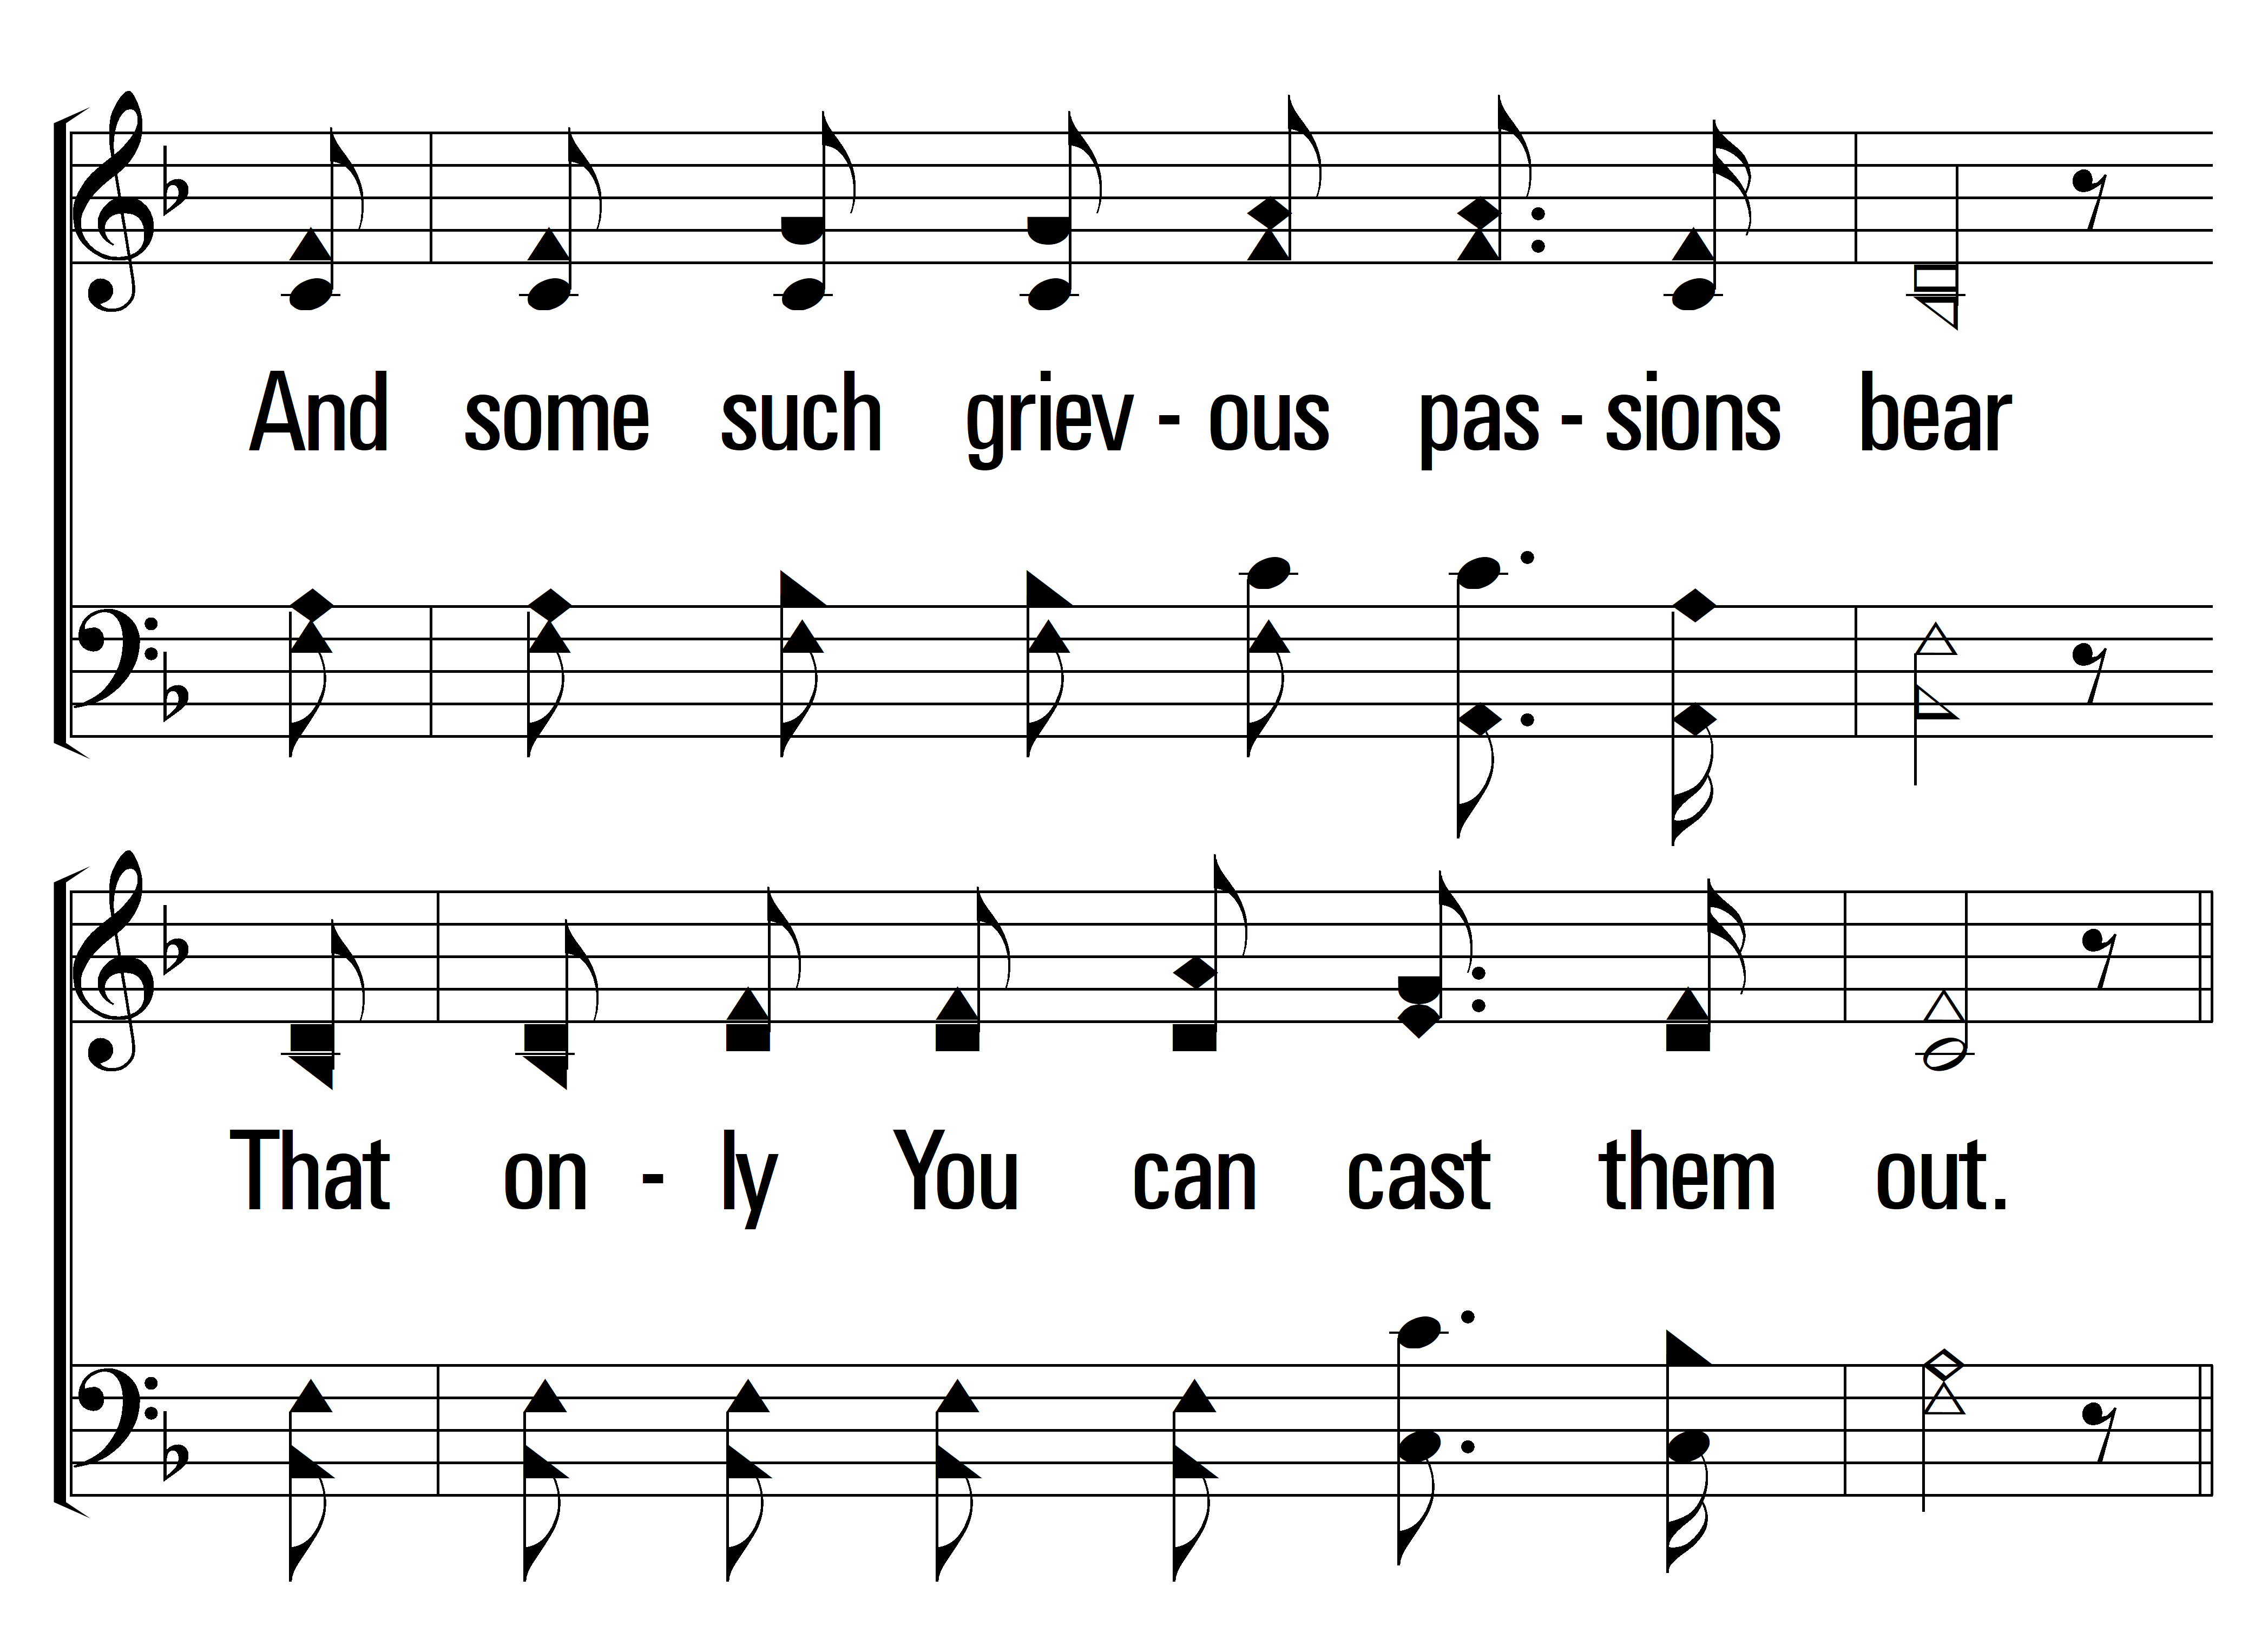 And some such griev - ous pas - sions bear
That on - ly You can cast them out.